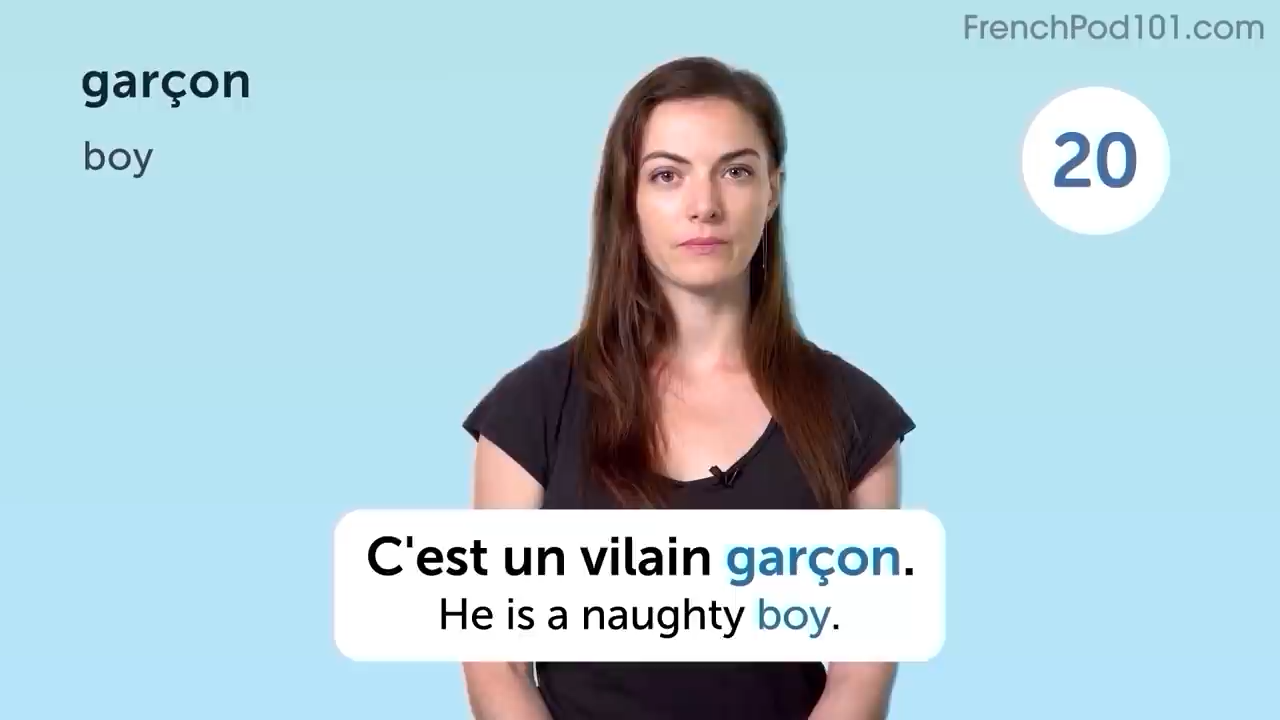 FrenchPod101.com
garçon
boy
20
C'est un vilain garçon.
He is a naughty boy.